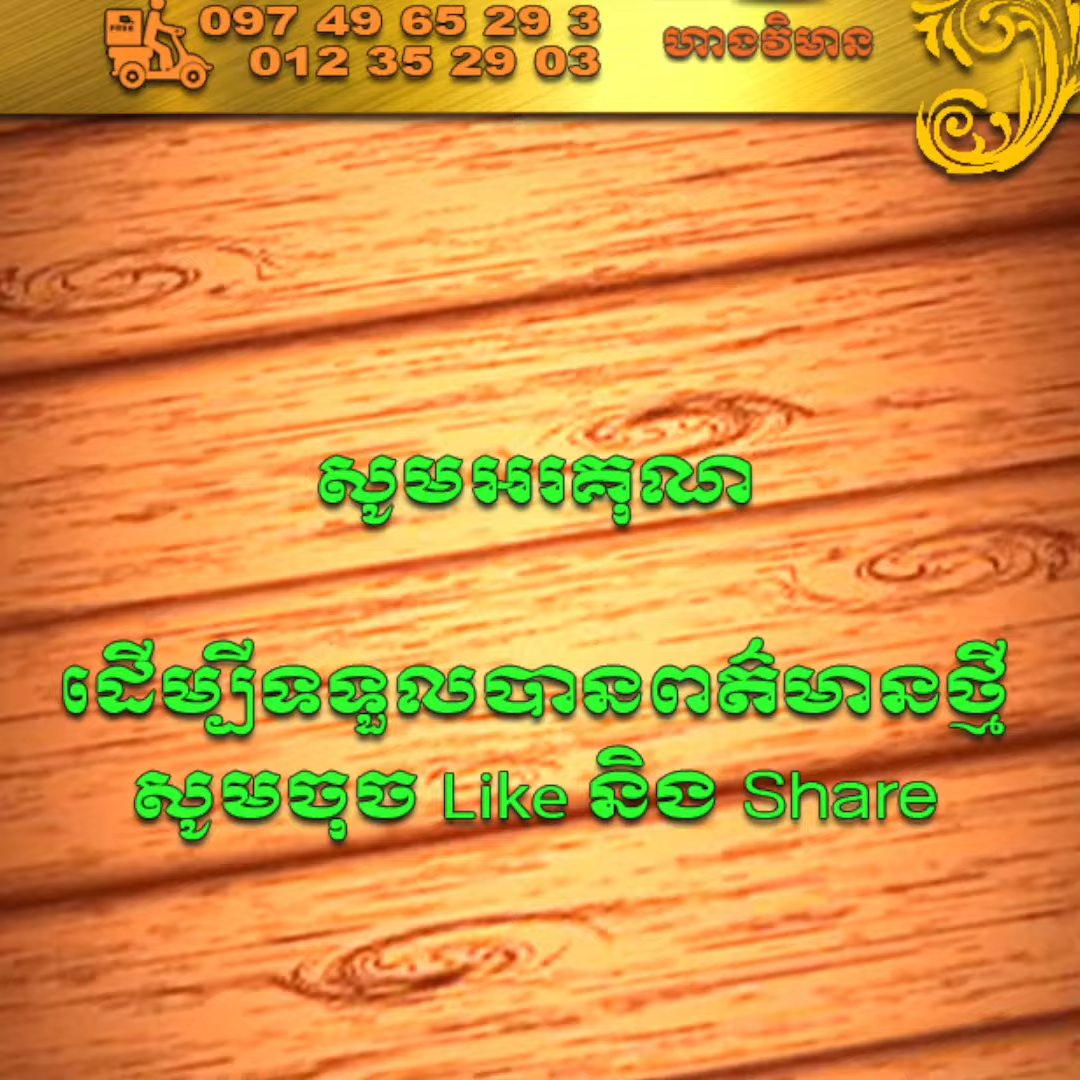 097 49 65 29 3
012 35 29 03
ហាងវិមាន
សូមអរគុណ
ដើម្បីទទួលបានពត៌មានថ្មី
សូមចុច Like និង Share